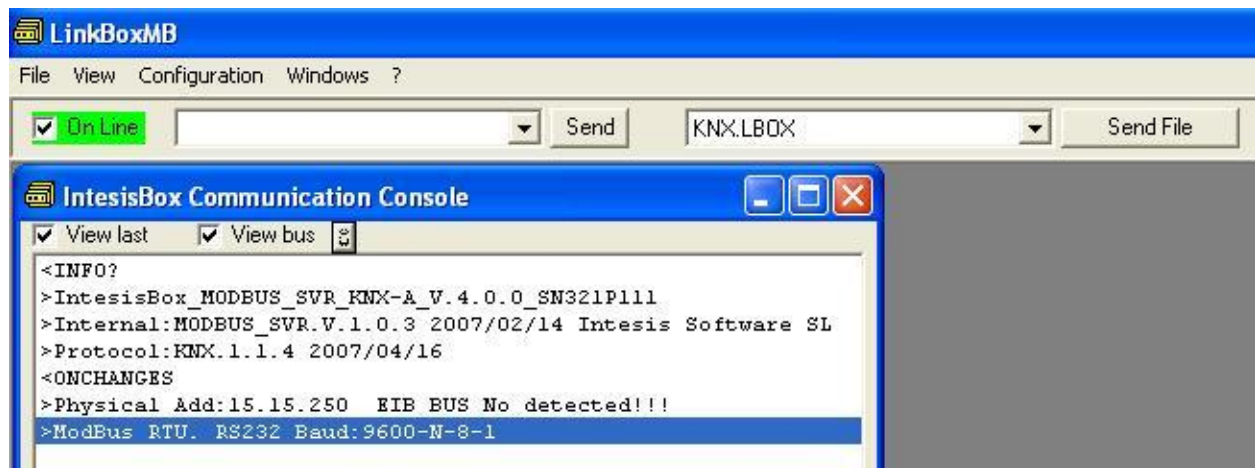 LinkBoxMB
File View Configuration Windows ?
On Line Send KNX.LBOX Send File
IntesisBox Communication Console
View last View bus
<INFO?
>IntesisBox_MODBUS_SVR_KNX-A_V.4.0.0_SN321P111
>Internal:MODBUS_SVR.V.1.0.3 2007/02/14 Intesis Software SL
>Protocol:KNX.1.1.4 2007/04/16
<ONCHANGES
>Physical Add:15.15.250 EIB BUS No detected!!!
>ModBus RTU. RS232 Baud:9600-N-8-1